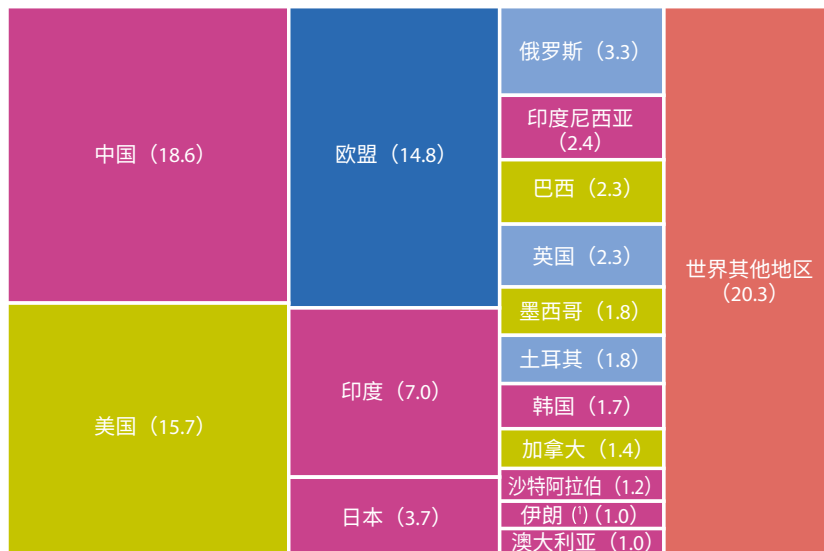 中国（18.6）
美国（15.7）
欧盟（14.8）
印度（7.0）
日本（3.7）
俄罗斯（3.3）
印度尼西亚
（2.4）
巴西（2.3）
英国（2.3）
墨西哥（1.8）
土耳其（1.8）
韩国（1.7）
加拿大（1.4）
沙特阿拉伯（1.2）
伊朗 (¹)（1.0）
澳大利亚（1.0）
世界其他地区
（20.3）